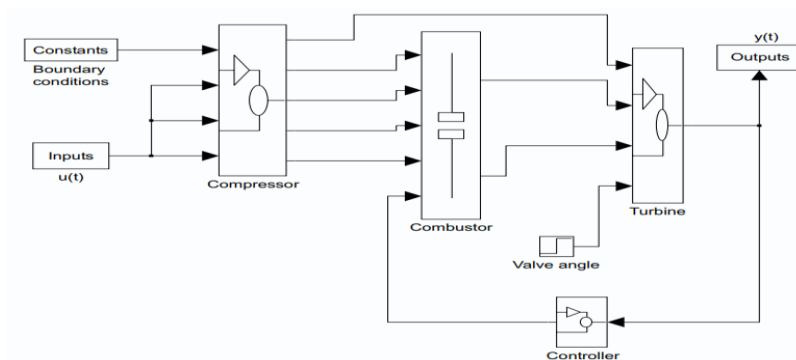 y(t)
Constants
Outputs
Boundary
conditions
Inputs
u(t)
Compressor
Combustor
Turbine
Valve angle
Controller